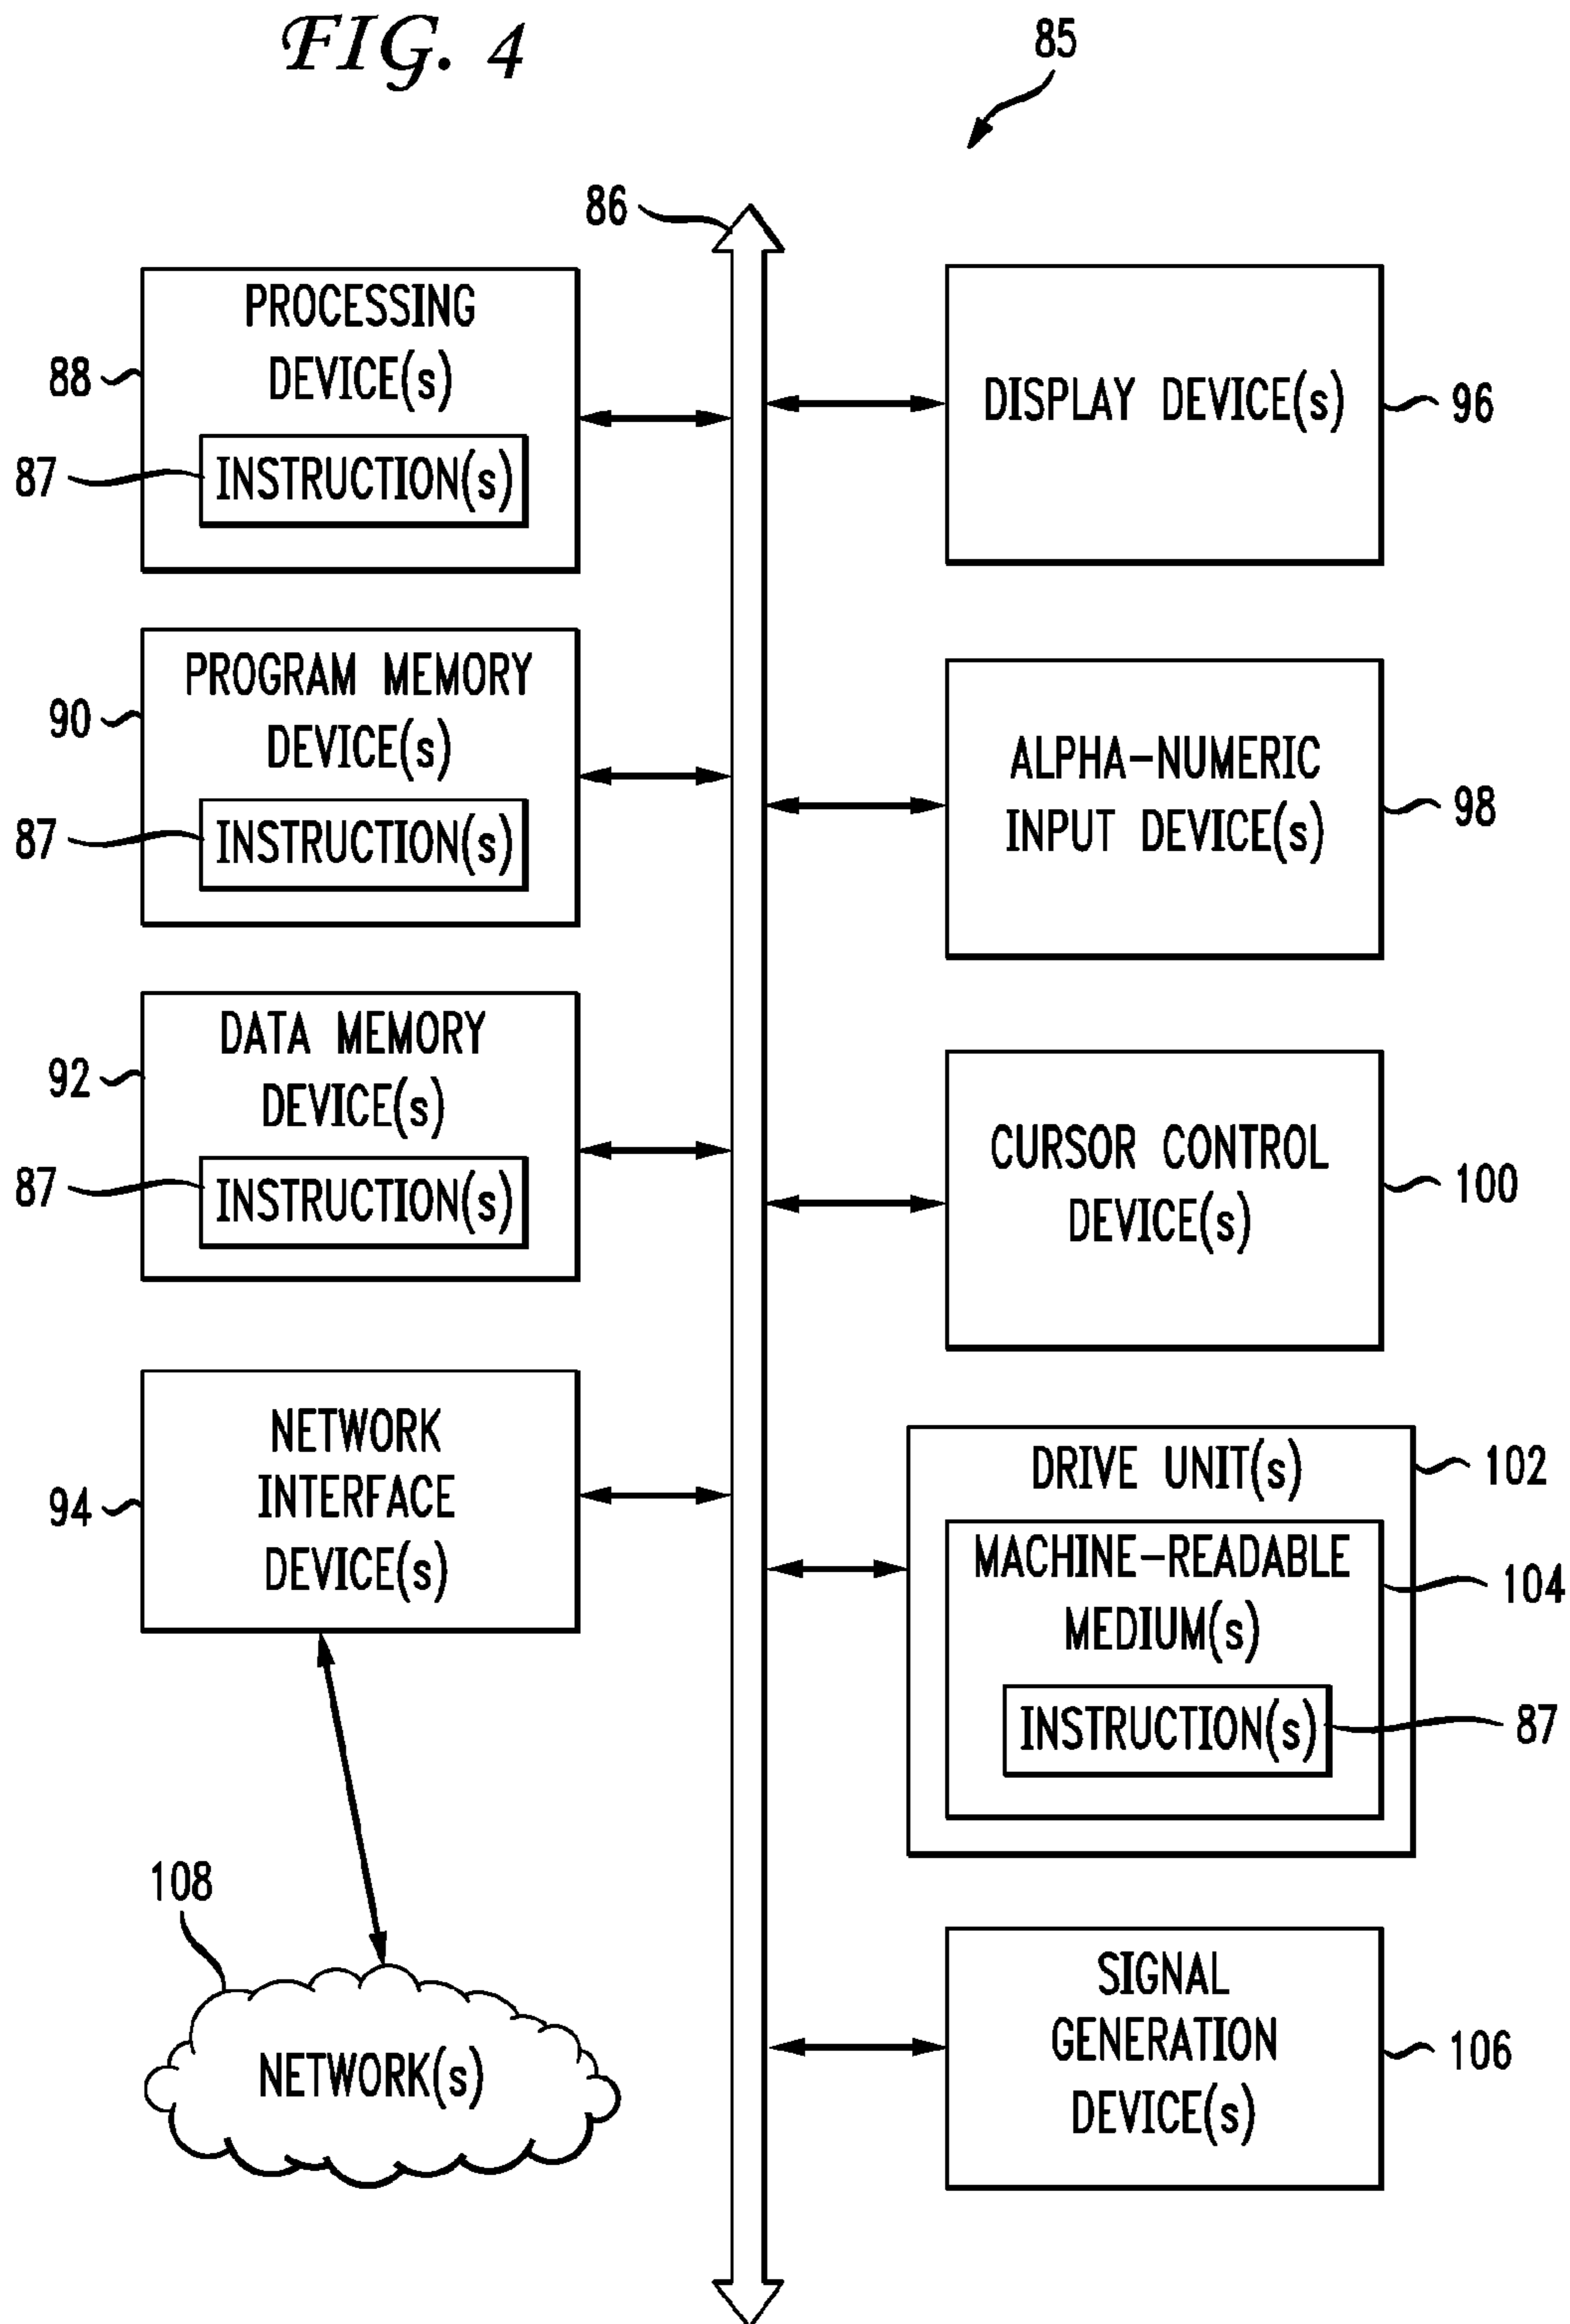 FIG. 4
85
86
PROCESSING
DEVICE(s)
88
INSTRUCTION(s)
87
PROGRAM MEMORY
DEVICE(s)
90
INSTRUCTION(s)
87
DATA MEMORY
DEVICE(s)
92
INSTRUCTION(s)
87
NETWORK
INTERFACE
DEVICE(s)
94
108
NETWORK(s)
DISPLAY DEVICE(s)
96
ALPHA-NUMERIC
INPUT DEVICE(s)
98
CURSOR CONTROL
DEVICE(s)
100
DRIVE UNIT(s)
102
MACHINE-READABLE
MEDIUM(s)
104
INSTRUCTION(s)
87
SIGNAL
GENERATION
DEVICE(s)
106